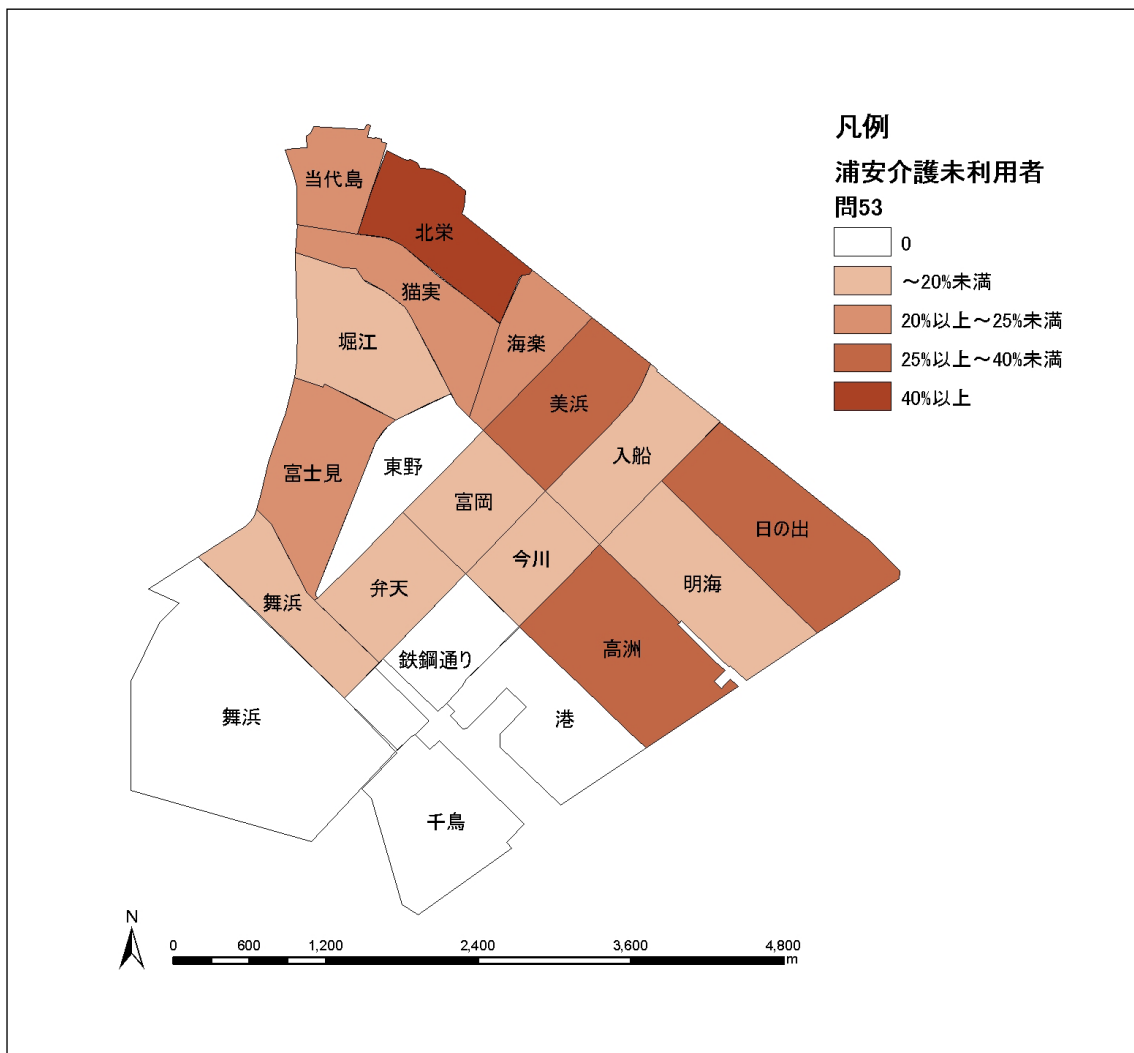 凡例
浦安介護未利用者
問53
0
~20%未満
20%以上~25%未満
25%以上~40%未満
40%以上
当代島
北栄
猫実
堀江
海楽
美浜
入船
東野
富士見
富岡
日の出
今川
明海
弁天
舞浜
高洲
鉄鋼通り
舞浜
港
千鳥
N
0 600 1,200 2,400 3,600 4,800
m